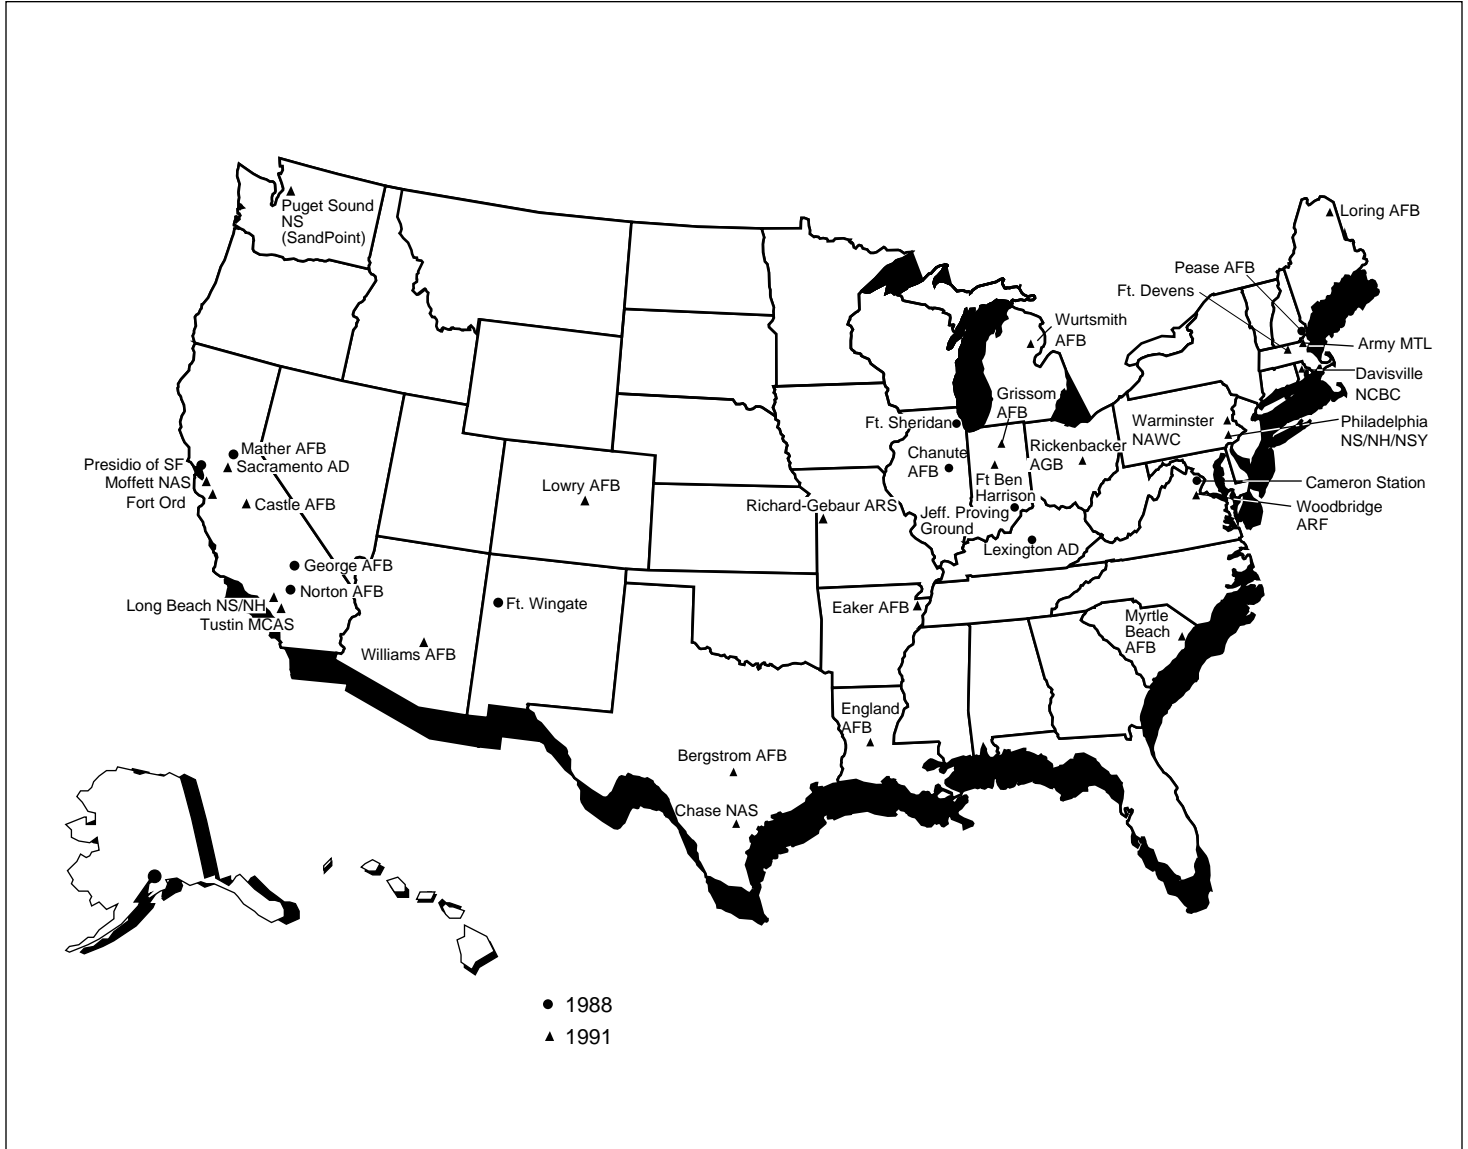 Puget Sound
NS
(SandPoint)
Loring AFB
Pease AFB
Ft. Devens
Wurtsmith
AFB
Army MTL
Davisville
NCBC
Grissom
AFB
Ft. Sheridan
Warminster
NAWC
Philadelphia
NS/NH/NSY
Mather AFB
Presidio of SF
Sacramento AD
Moffett NAS
Fort Ord
Castle AFB
Chanute
AFB
Rickenbacker
AGB
Ft Ben
Harrison
Cameron Station
Lowry AFB
Richard-Gebaur ARS
Jeff. Proving
Ground
Woodbridge
ARF
Lexington AD
George AFB
Norton AFB
Long Beach NS/NH
Tustin MCAS
Ft. Wingate
Eaker AFB
Myrtle
Beach
AFB
Williams AFB
England
AFB
Bergstrom AFB
Chase NAS
1988
1991